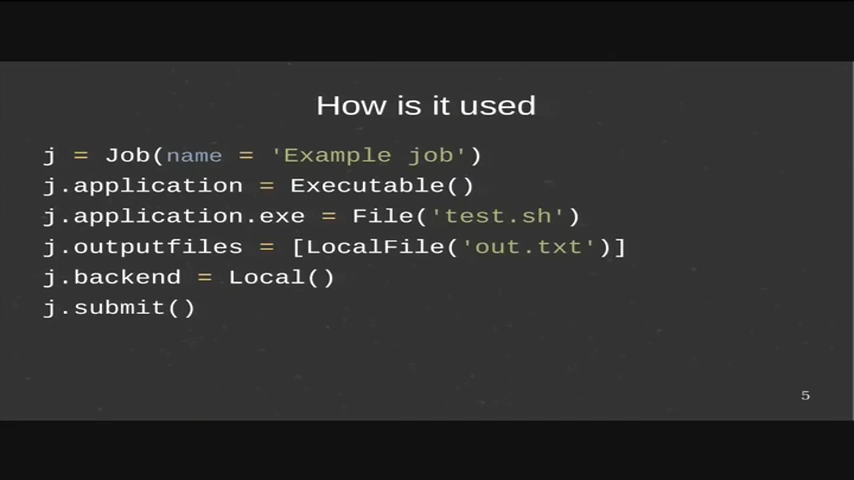 How is it used
j = Job(name = 'Example job')
j.application = Executable()
j.application.exe = File('test.sh')
j.outputfiles = [LocalFile('out.txt')]
j.backend = Local()
j.submit()
5